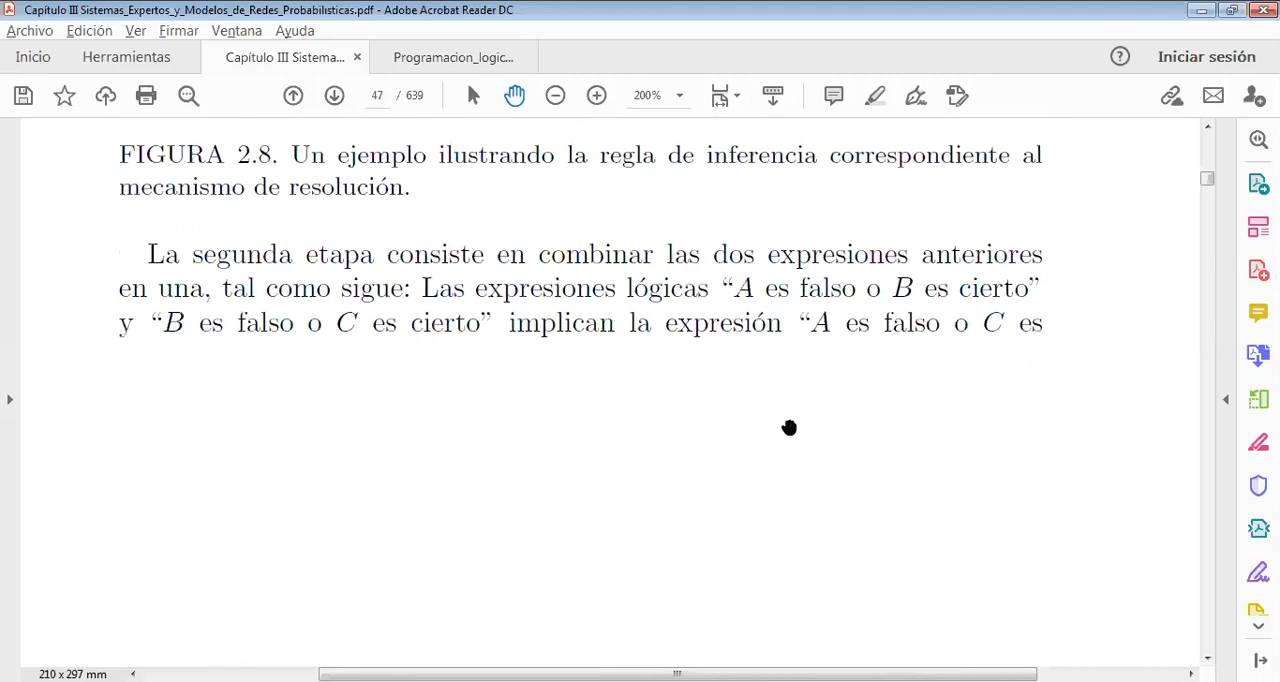 Capítulo III Sistemas_Expertos_y_Modelos_de_Redes_Probabilisticas.pdf - Adobe Acrobat Reader DC
Archivo Edición Ver Firmar Ventana Ayuda
Inicio Herramientas Capítulo III Sistema... × Programacion_logic... Iniciar sesión
47 / 639 200%
FIGURA 2.8. Un ejemplo ilustrando la regla de inferencia correspondiente al
mecanismo de resolución.
La segunda etapa consiste en combinar las dos expresiones anteriores
en una, tal como sigue: Las expresiones lógicas “A es falso o B es cierto”
y “B es falso o C es cierto” implican la expresión “A es falso o C es
210 x 297 mm